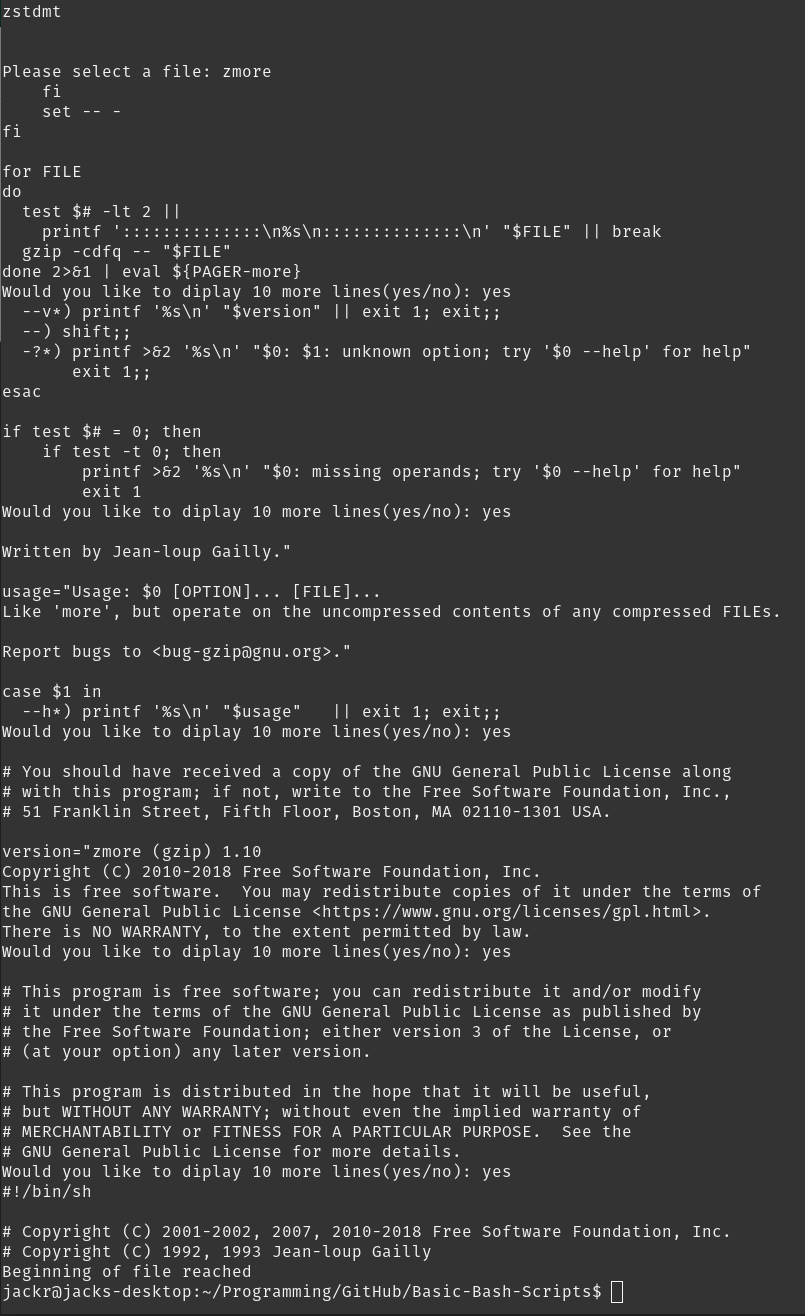 zstdmt
Please select a file: zmore
    fi
    set -- -
fi
for FILE
do
  test $# -lt 2 ||
    printf '::::::::::::::\n%s\n::::::::::::::\n' "$FILE" || break
  gzip -cdfq -- "$FILE"
done 2>&1 | eval ${PAGER-more}
Would you like to diplay 10 more lines(yes/no): yes
  --v*) printf '%s\n' "$version" || exit 1; exit;;
  --) shift;;
  -?*) printf >&2 '%s\n' "$0: $1: unknown option; try '$0 --help' for help"
       exit 1;;
esac
if test $# = 0; then
    if test -t 0; then
        printf >&2 '%s\n' "$0: missing operands; try '$0 --help' for help"
        exit 1
Would you like to diplay 10 more lines(yes/no): yes
Written by Jean-loup Gailly."
usage="Usage: $0 [OPTION]... [FILE]...
Like 'more', but operate on the uncompressed contents of any compressed FILEs.
Report bugs to <bug-gzip@gnu.org>."
case $1 in
  --h*) printf '%s\n' "$usage"   || exit 1; exit;;
Would you like to diplay 10 more lines(yes/no): yes
# You should have received a copy of the GNU General Public License along
# with this program; if not, write to the Free Software Foundation, Inc.,
# 51 Franklin Street, Fifth Floor, Boston, MA 02110-1301 USA.
version="zmore (gzip) 1.10
Copyright (C) 2010-2018 Free Software Foundation, Inc.
This is free software.  You may redistribute copies of it under the terms of
the GNU General Public License <https://www.gnu.org/licenses/gpl.html>.
There is NO WARRANTY, to the extent permitted by law.
Would you like to diplay 10 more lines(yes/no): yes
# This program is free software; you can redistribute it and/or modify
# it under the terms of the GNU General Public License as published by
# the Free Software Foundation; either version 3 of the License, or
# (at your option) any later version.
# This program is distributed in the hope that it will be useful,
# but WITHOUT ANY WARRANTY; without even the implied warranty of
# MERCHANTABILITY or FITNESS FOR A PARTICULAR PURPOSE.  See the
# GNU General Public License for more details.
Would you like to diplay 10 more lines(yes/no): yes
#!/bin/sh
# Copyright (C) 2001-2002, 2007, 2010-2018 Free Software Foundation, Inc.
# Copyright (C) 1992, 1993 Jean-loup Gailly
Beginning of file reached
jackr@jacks-desktop:~/Programming/GitHub/Basic-Bash-Scripts$